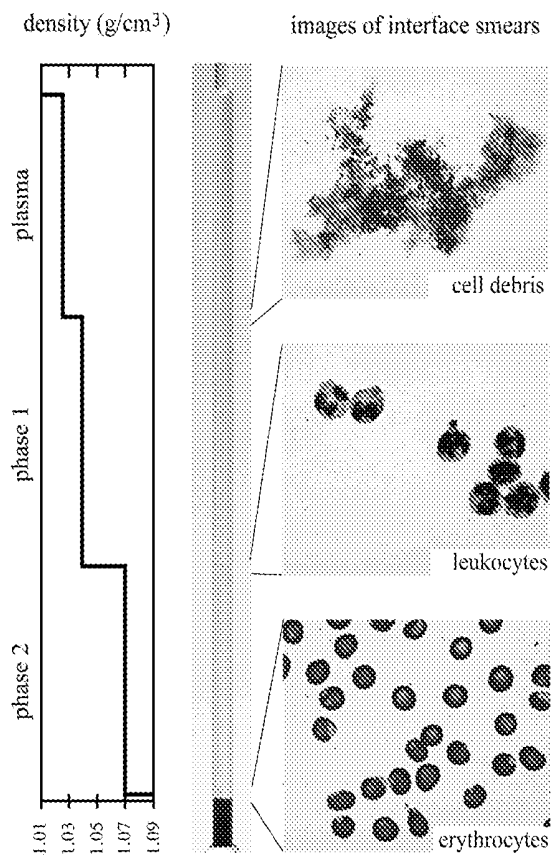 density (g/cm³)
images of interface smears
plasma
cell debris
phase 1
leukocytes
phase 2
erythrocytes
1.01
1.03
1.05
1.07
1.09